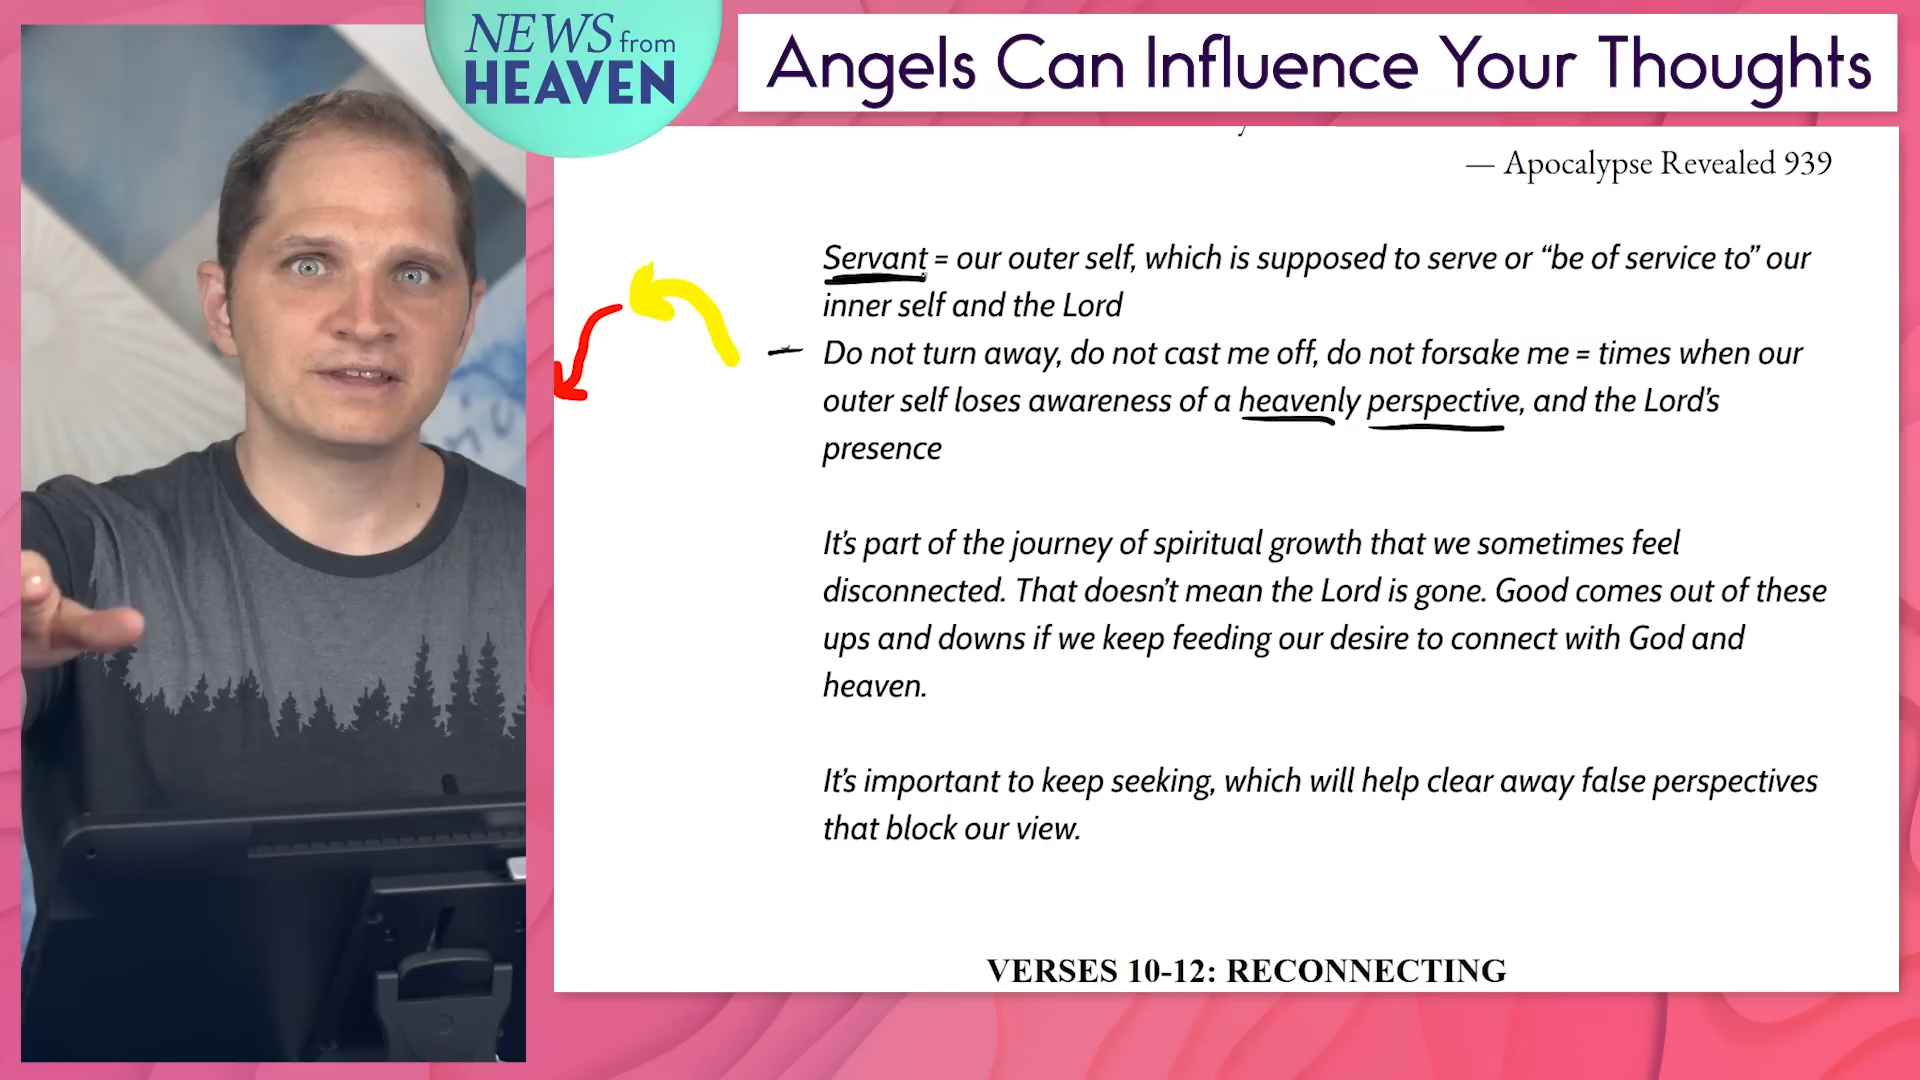 NEWS from
HEAVEN
Angels Can Influence Your Thoughts
— Apocalypse Revealed 939
Servant = our outer self, which is supposed to serve or “be of service to” our
inner self and the Lord
Do not turn away, do not cast me off, do not forsake me = times when our
outer self loses awareness of a heavenly perspective, and the Lord’s
presence
It’s part of the journey of spiritual growth that we sometimes feel
disconnected. That doesn’t mean the Lord is gone. Good comes out of these
ups and downs if we keep feeding our desire to connect with God and
heaven.
It’s important to keep seeking, which will help clear away false perspectives
that block our view.
VERSES 10-12: RECONNECTING